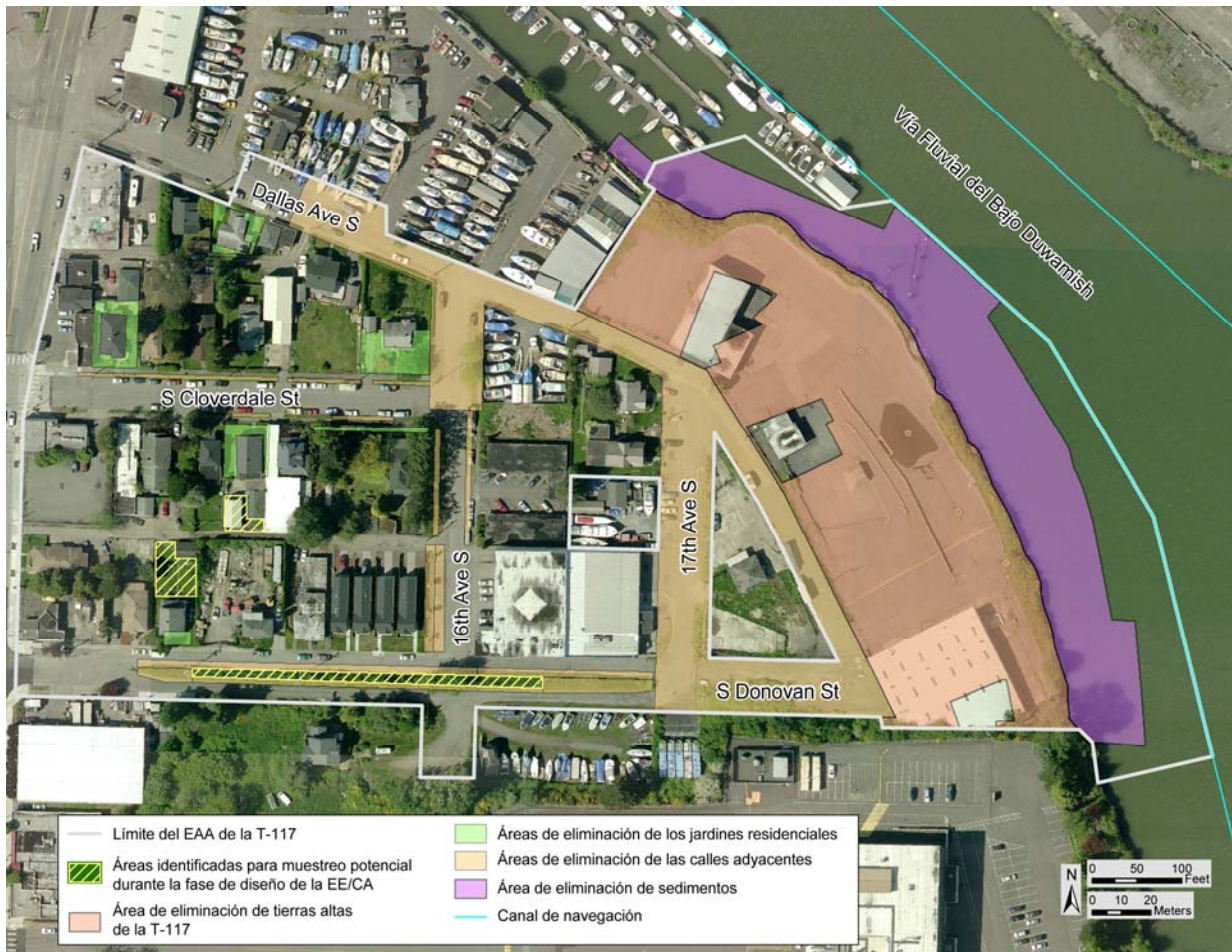 Vía Fluvial del Bajo Duwamish
Dallas Ave S
S Cloverdale St
17th Ave S
16th Ave S
S Donovan St
Límite del EAA de la T-117
Áreas identificadas para muestreo potencial
durante la fase de diseño de la EE/CA
Área de eliminación de tierras altas
de la T-117
Áreas de eliminación de los jardines residenciales
Áreas de eliminación de las calles adyacentes
Área de eliminación de sedimentos
Canal de navegación
N
0 50 100
Feet
0 10 20
Meters